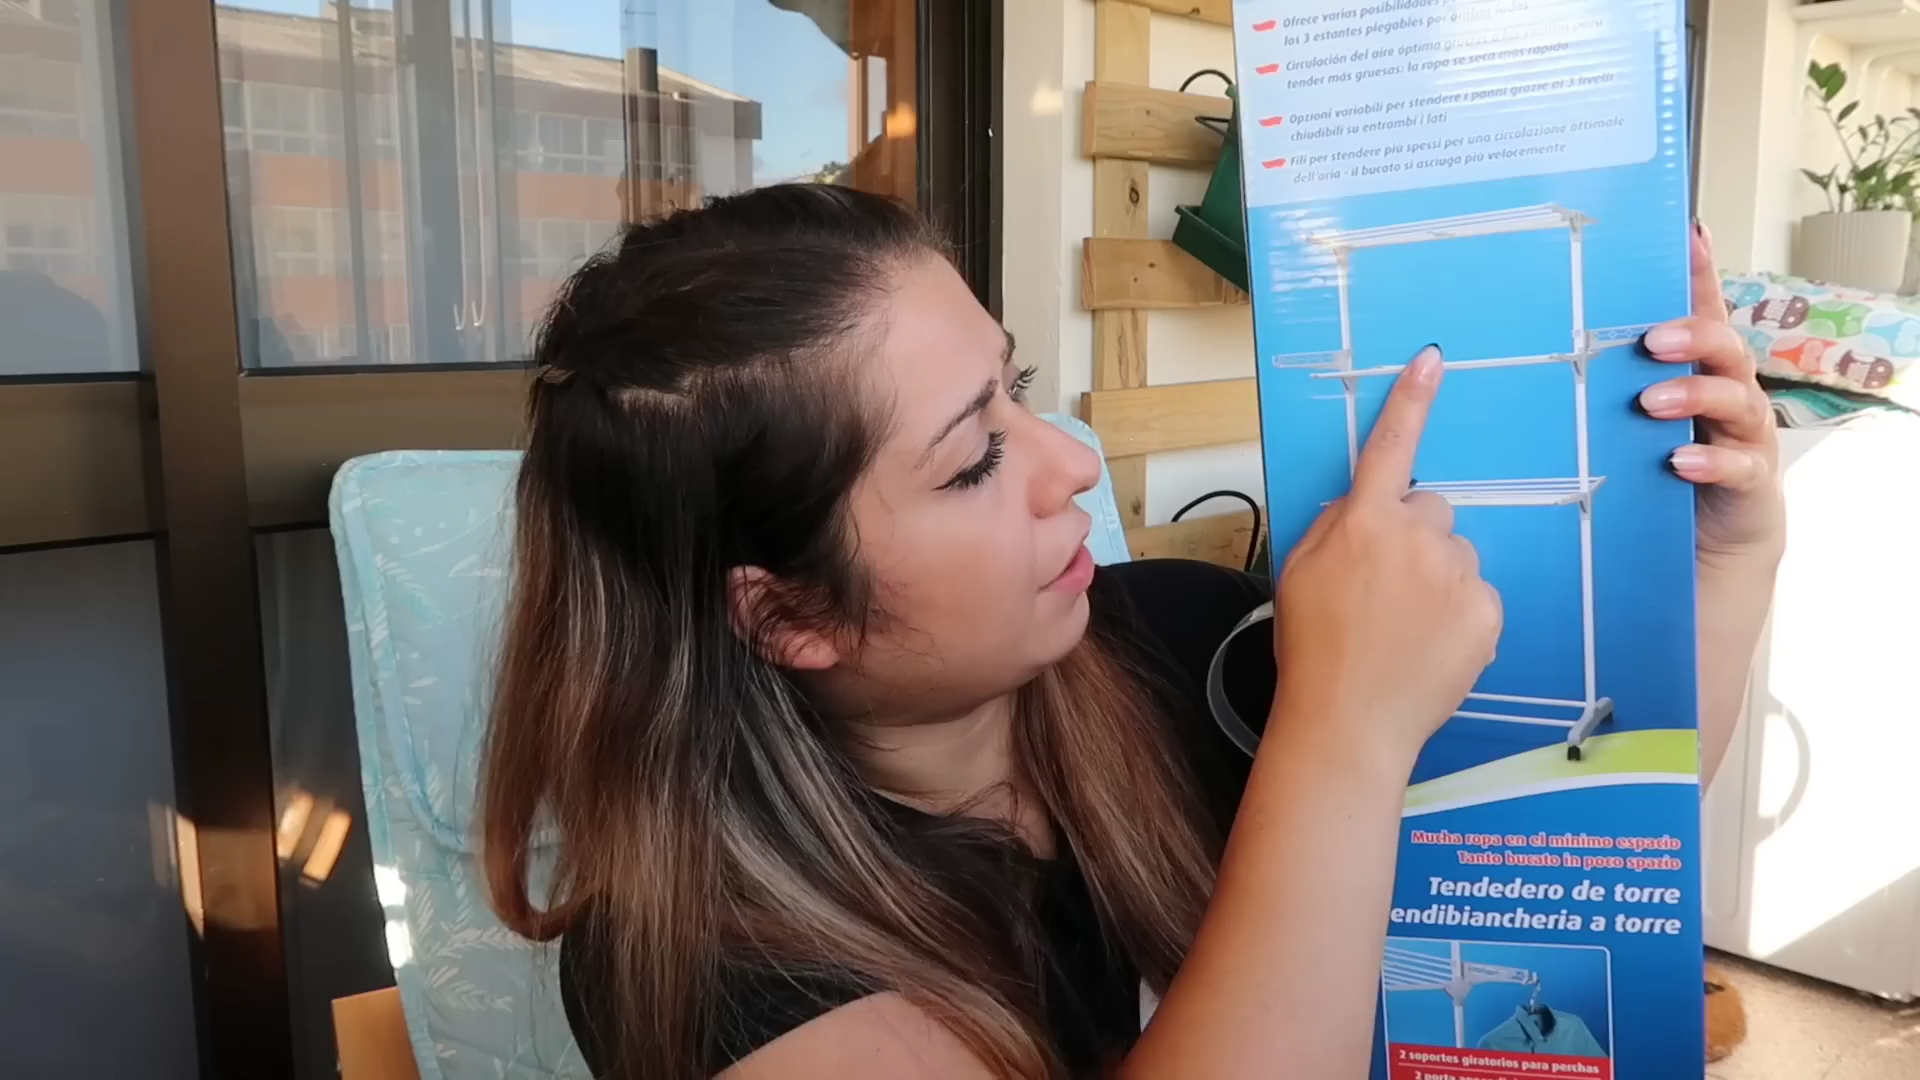 Ofrece varias posibilidades
los 3 estantes plegables por ambos lados
Circulación del aire óptima gracias a las varillas para
tender más gruesas: la ropa se seca más rápido
Opzioni variabili per stendere i panni grazie ai 3 livelli
chiudibili su entrambi i lati
Fili per stendere più spessi per una circolazione ottimale
dell'aria - il bucato si asciuga più velocemente
Mucha ropa en el mínimo espacio
Tanto bucato in poco spazio
Tendedero de torre
endibiancheria a torre
2 soportes giratorios para perchas
2 porta